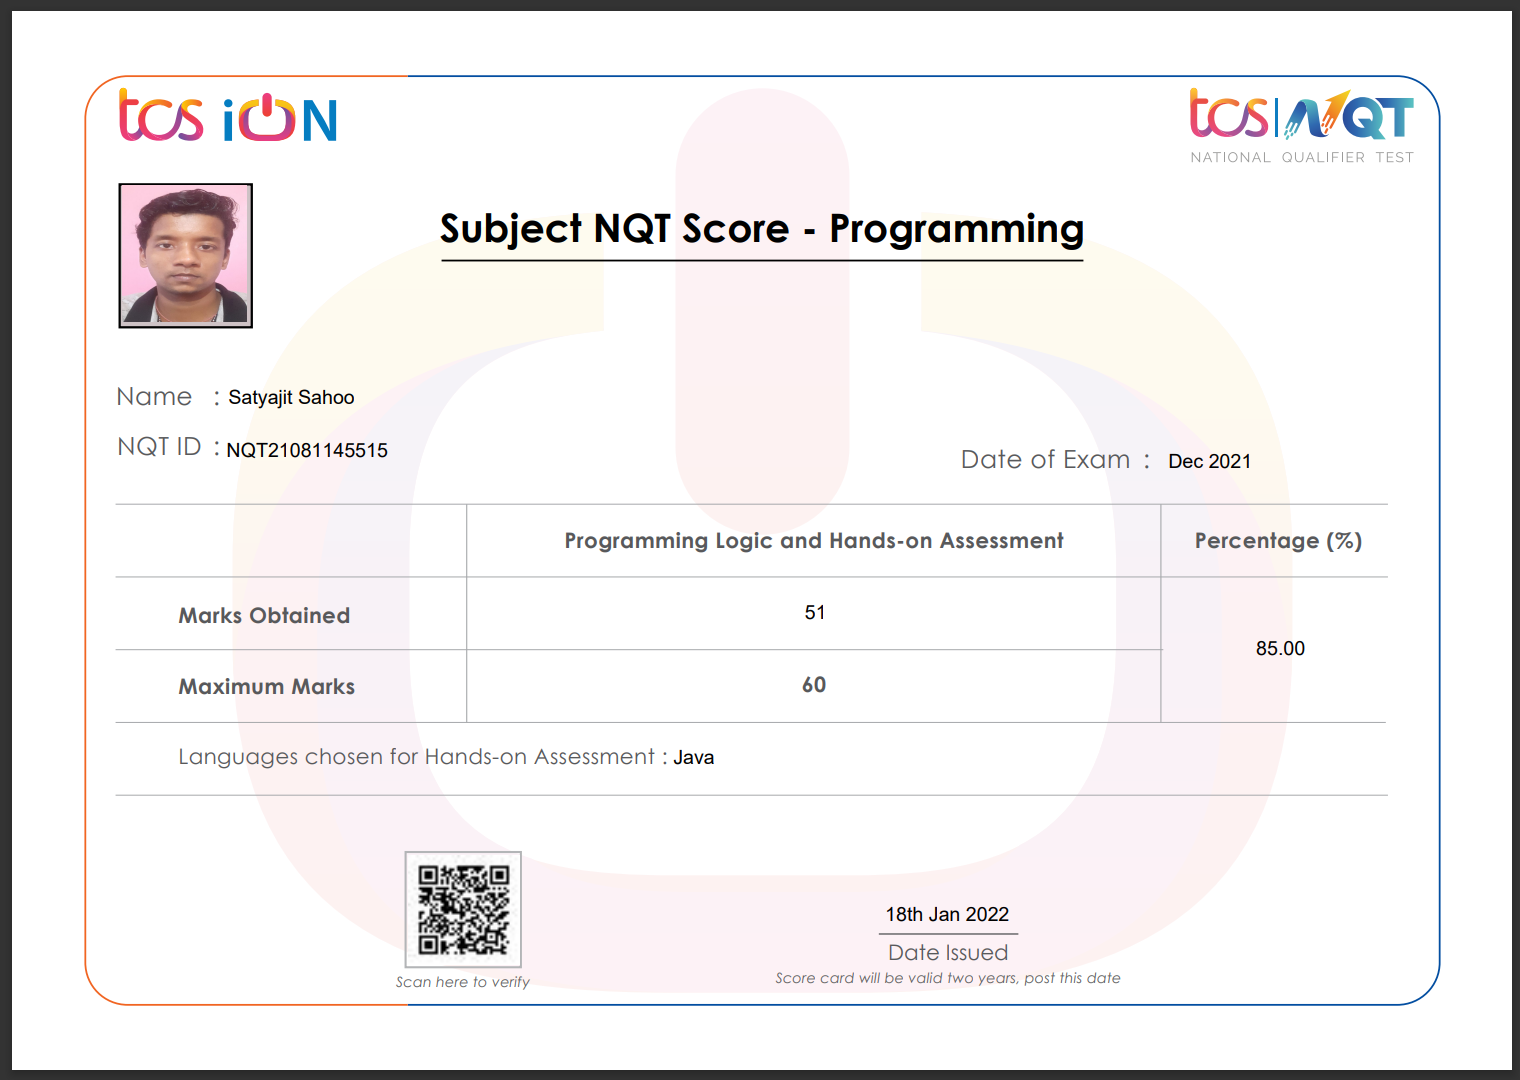 tcs iON
tcs | NQT
NATIONAL QUALIFIER TEST
Subject NQT Score - Programming
Name : Satyajit Sahoo
NQT ID : NQT21081145515
Date of Exam : Dec 2021
Programming Logic and Hands-on Assessment Percentage (%)
Marks Obtained 51
85.00
Maximum Marks 60
Languages chosen for Hands-on Assessment : Java
18th Jan 2022
Date Issued
Scan here to verify
Score card will be valid two years, post this date